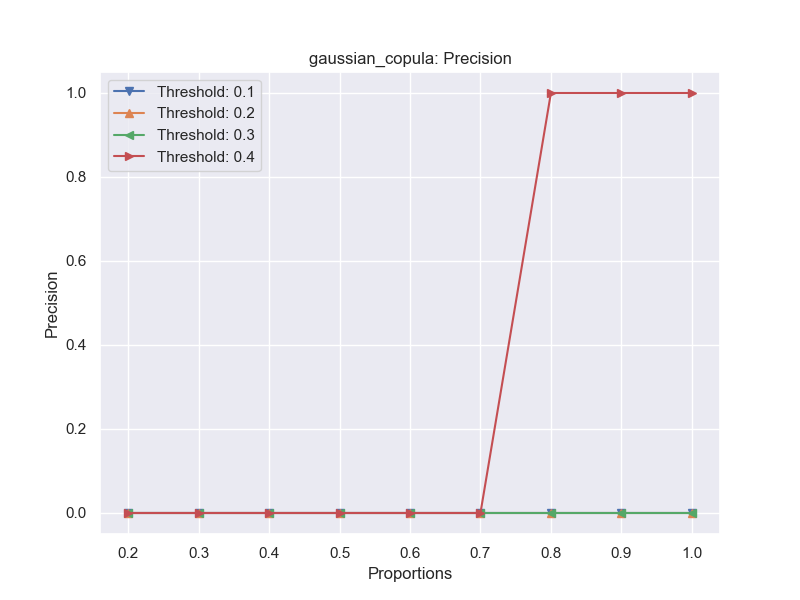 gaussian_copula: Precision
Threshold: 0.1
Threshold: 0.2
Threshold: 0.3
Threshold: 0.4
1.0
0.8
0.6
0.4
0.2
0.0
Precision
0.2 0.3 0.4 0.5 0.6 0.7 0.8 0.9 1.0
Proportions